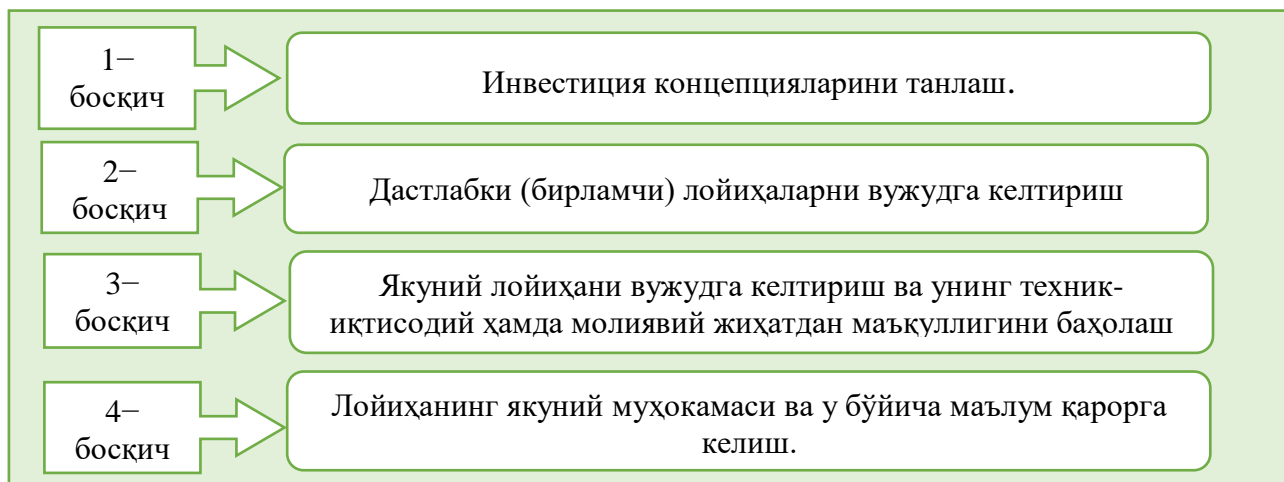 1−
босқич
Инвестиция концепцияларини танлаш.
2−
босқич
Дастлабки (бирламчи) лойиҳаларни вужудга келтириш
3−
босқич
Якуний лойиҳани вужудга келтириш ва унинг техник-
иқтисодий ҳамда молиявий жиҳатдан маъқуллигини баҳолаш
4−
босқич
Лойиҳанинг якуний муҳокамаси ва у бўйича маълум қарорга
келиш.